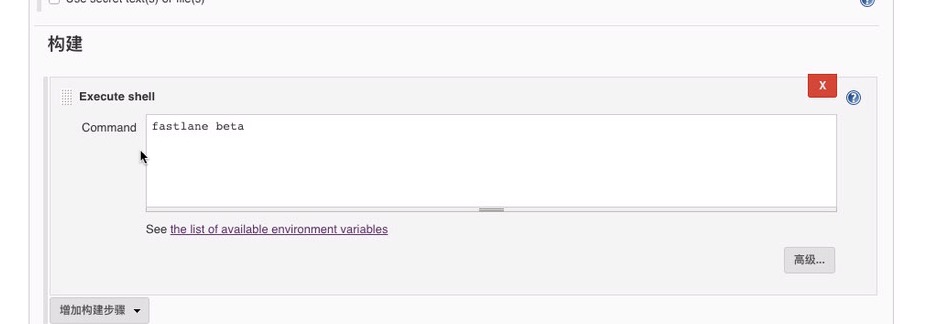 Use secret text(s) or file(s)
构建
X
Execute shell
Command
fastlane beta
See the list of available environment variables
高级...
增加构建步骤